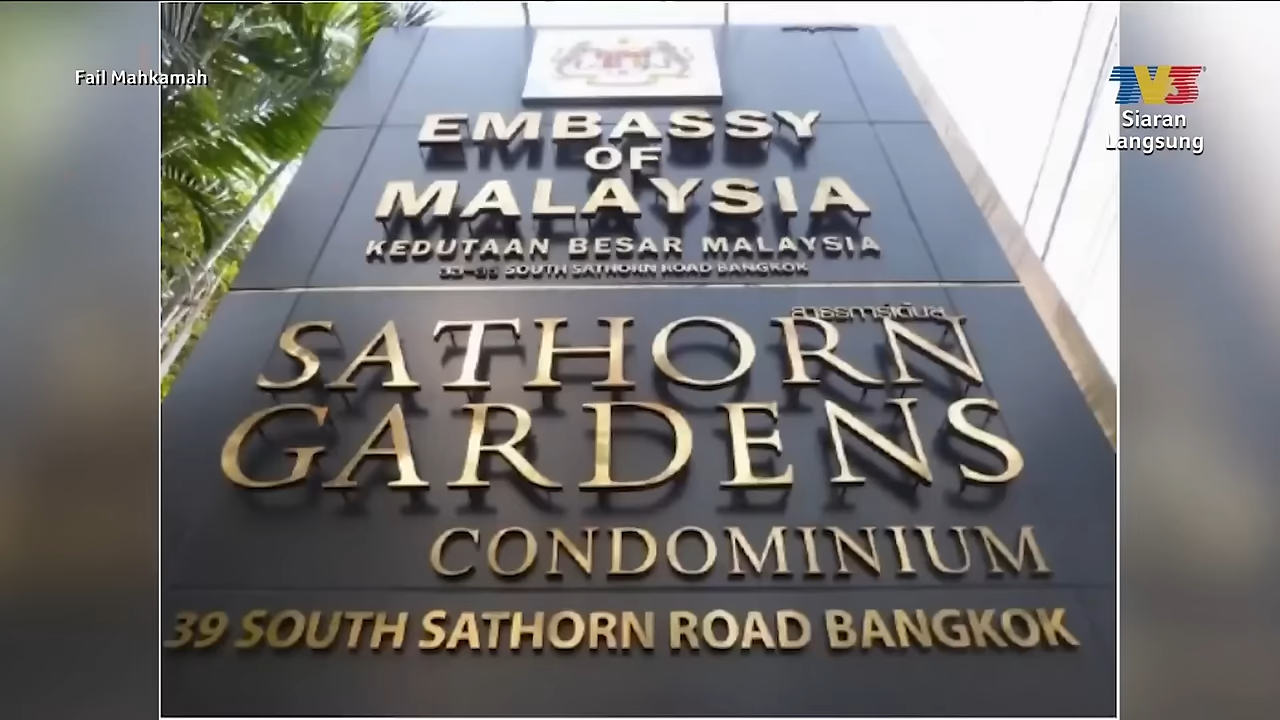 Fail Mahkamah
TV3
Siaran
Langsung
EMBASSY
OF
MALAYSIA
KEDUTAAN BESAR MALAYSIA
SOUTH SATHORN ROAD BANGKOK
SATHORN
GARDENS
CONDOMINIUM
39 SOUTH SATHORN ROAD BANGKOK